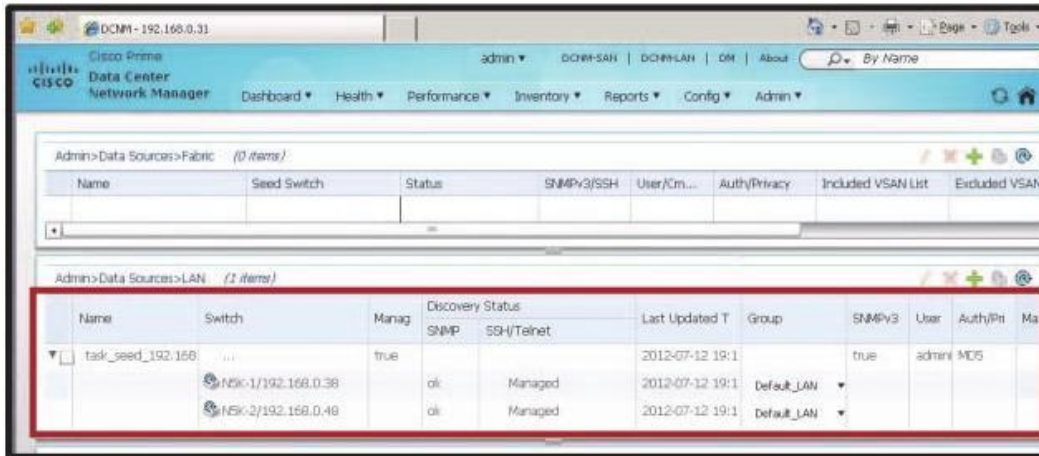 DCNM - 192.168.0.31
Page Tools
Cisco Prime
CISCO
Data Center
Network Manager
admin DCNM-SAN | DCNM-LAN | DM | About By Name
Dashboard Health Performance Inventory Reports Config Admin
Admin>Data Sources>Fabric (0 items)
Name Seed Switch Status SNMPv3/SSH User/Cm... Auth/Privacy Included VSAN List Excluded VSAN
Admin>Data Sources>LAN (1 items)
Name Switch Manag Discovery Status Last Updated T Group SNMPv3 User Auth/Pri Ma
SNMP SSH/Telnet
task_seed_192.168 ... true 2012-07-12 19:1 true admini MD5
N5K-1/192.168.0.38 ok Managed 2012-07-12 19:1 Default_LAN
N5K-2/192.168.0.48 ok Managed 2012-07-12 19:1 Default_LAN